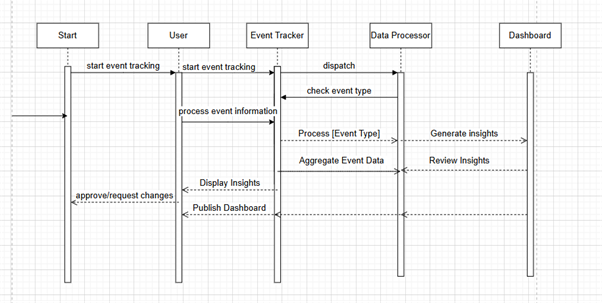 Start
User
Event Tracker
Data Processor
Dashboard
start event tracking
start event tracking
dispatch
check event type
process event information
Process [Event Type]
Generate insights
Aggregate Event Data
Review Insights
Display Insights
approve/request changes
Publish Dashboard